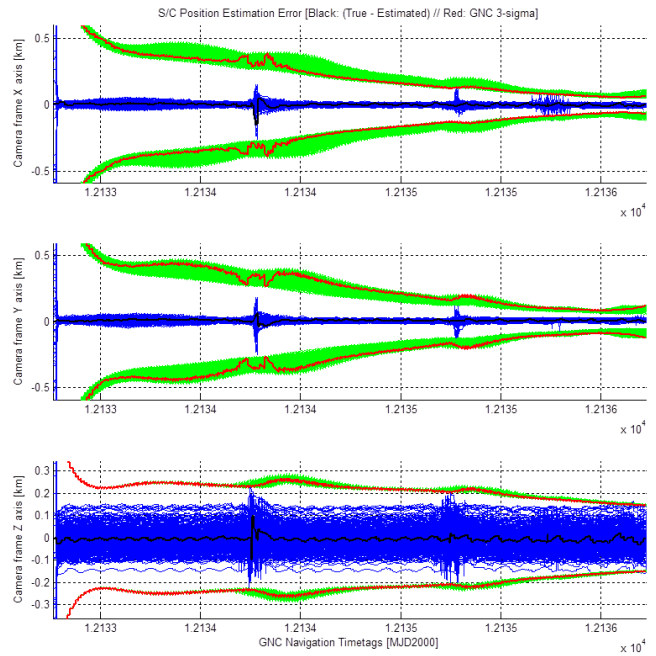 S/C Position Estimation Error [Black: (True - Estimated) // Red: GNC 3-sigma]
Camera frame X axis [km]
0.5
0
-0.5
1.2133 1.2134 1.2134 1.2135 1.2135 1.2136
x 10^4
Camera frame Y axis [km]
0.5
0
-0.5
1.2133 1.2134 1.2134 1.2135 1.2135 1.2136
x 10^4
Camera frame Z axis [km]
0.3
0.2
0.1
0
-0.1
-0.2
-0.3
1.2133 1.2134 1.2134 1.2135 1.2135 1.2136
GNC Navigation Timetags [MJD2000]
x 10^4